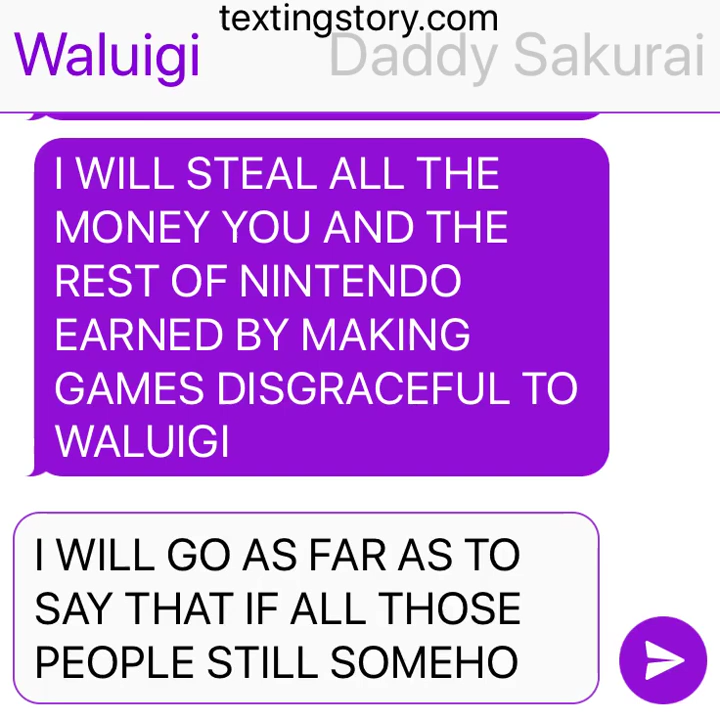 textingstory.com
Waluigi
Daddy Sakurai
I WILL STEAL ALL THE
MONEY YOU AND THE
REST OF NINTENDO
EARNED BY MAKING
GAMES DISGRACEFUL TO
WALUIGI
I WILL GO AS FAR AS TO
SAY THAT IF ALL THOSE
PEOPLE STILL SOMEHO